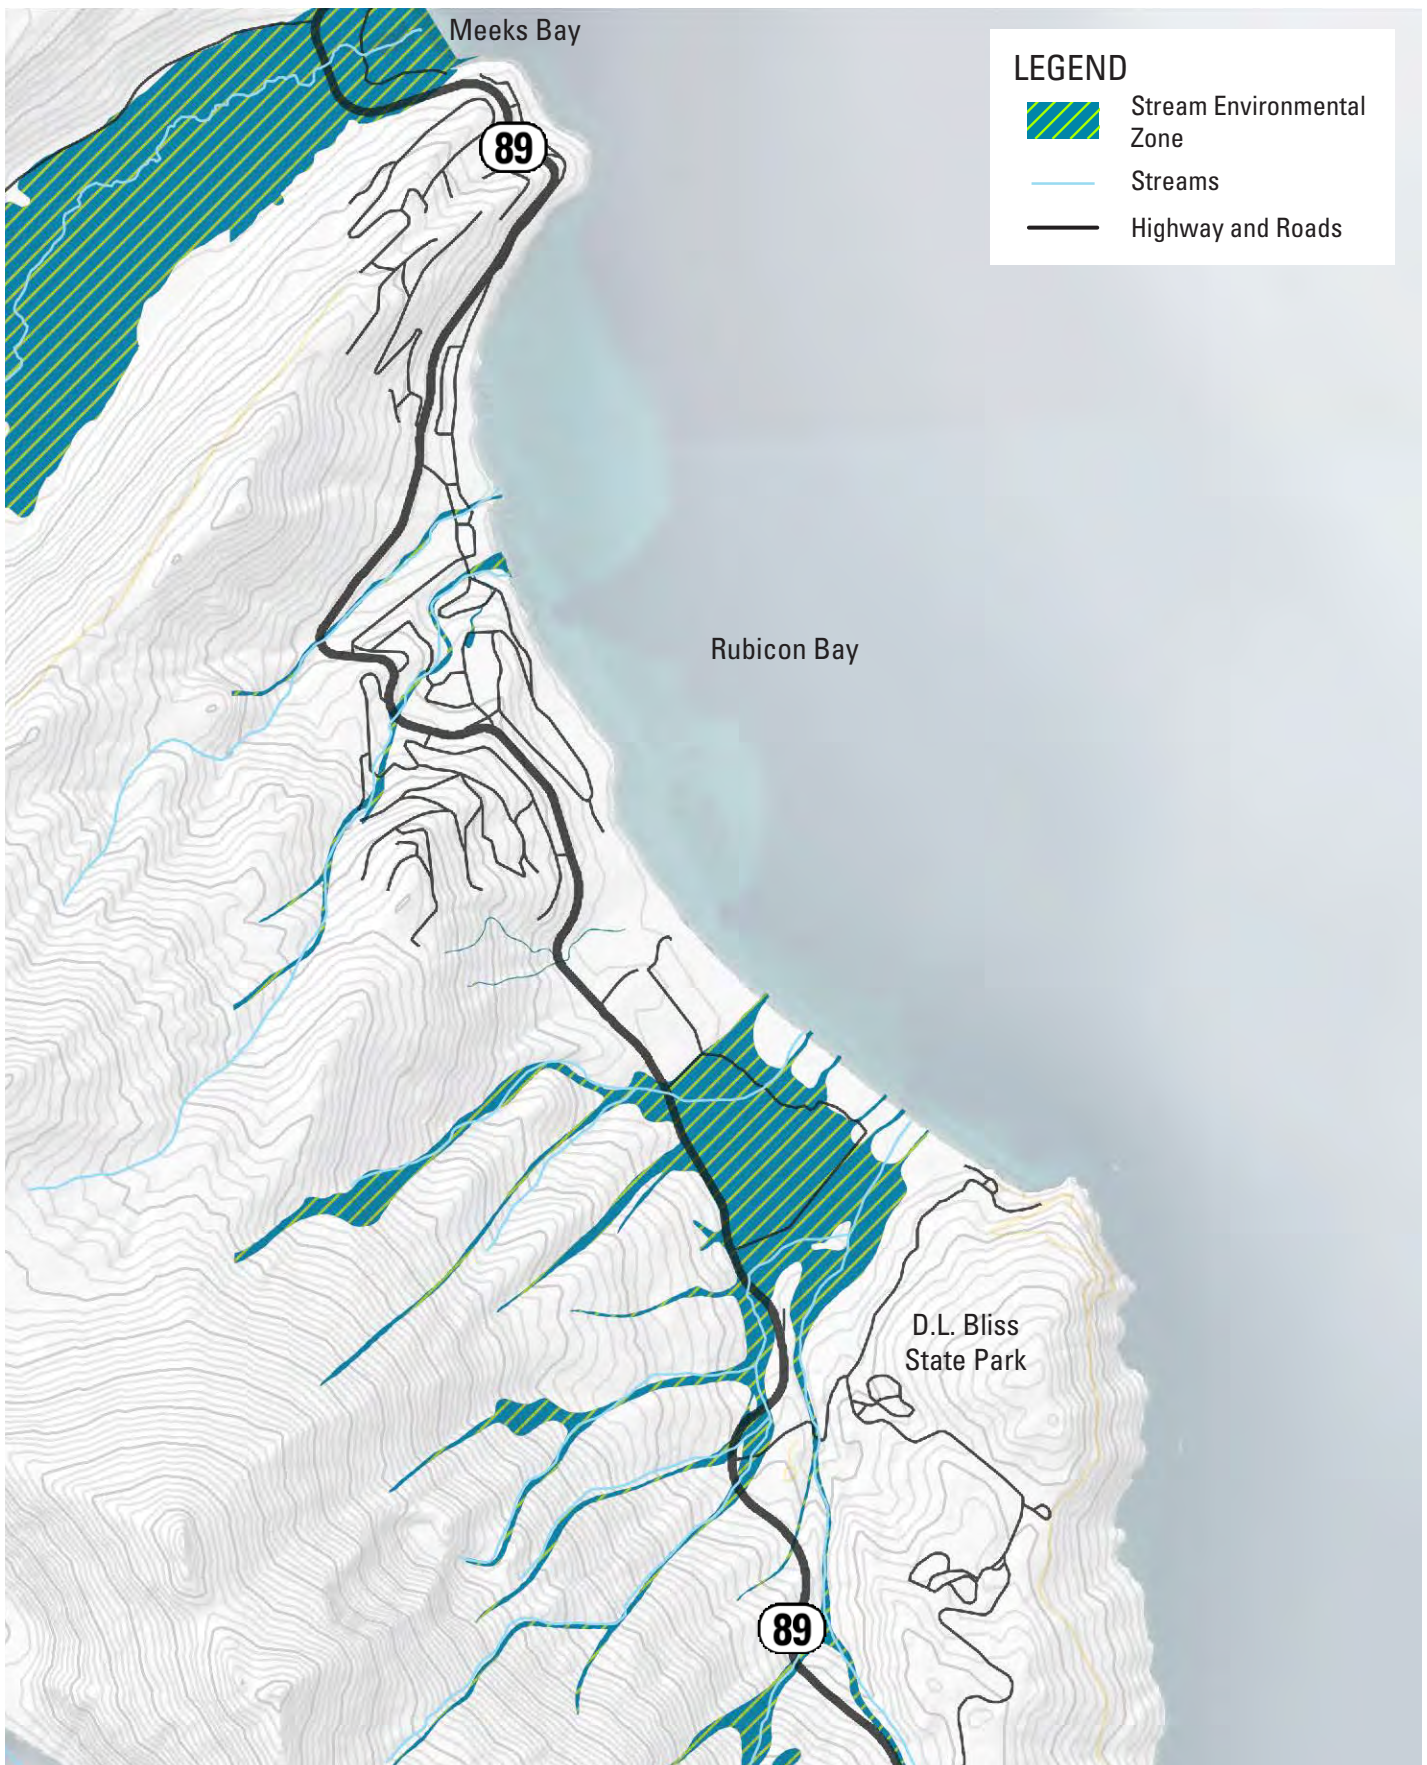 Meeks Bay
LEGEND
Stream Environmental
Zone
Streams
Highway and Roads
89
Rubicon Bay
D.L. Bliss
State Park
89